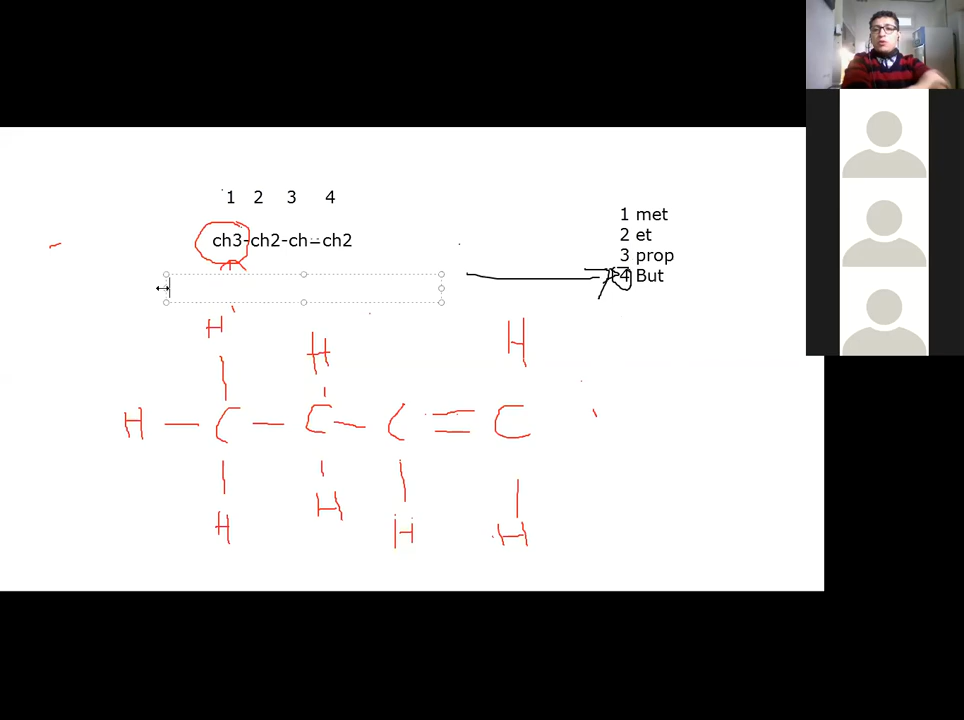 1 2 3 4
ch3-ch2-ch=ch2
1 met
2 et
3 prop
4 But
H H H
H — C — C — C = C
H H H H